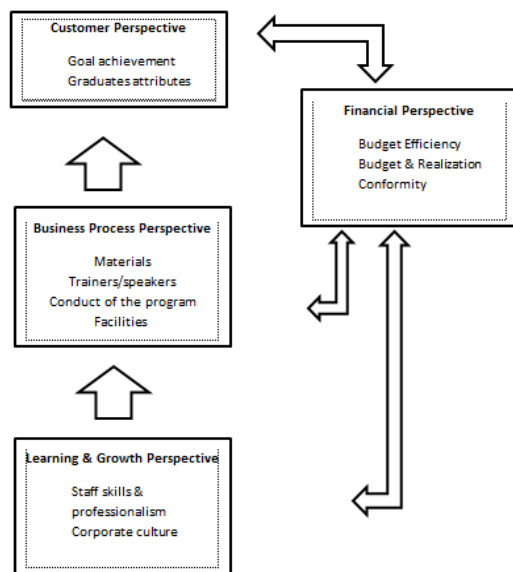 Customer Perspective
Goal achievement
Graduates attributes
Financial Perspective
Budget Efficiency
Budget & Realization
Conformity
Business Process Perspective
Materials
Trainers/speakers
Conduct of the program
Facilities
Learning & Growth Perspective
Staff skills &
professionalism
Corporate culture